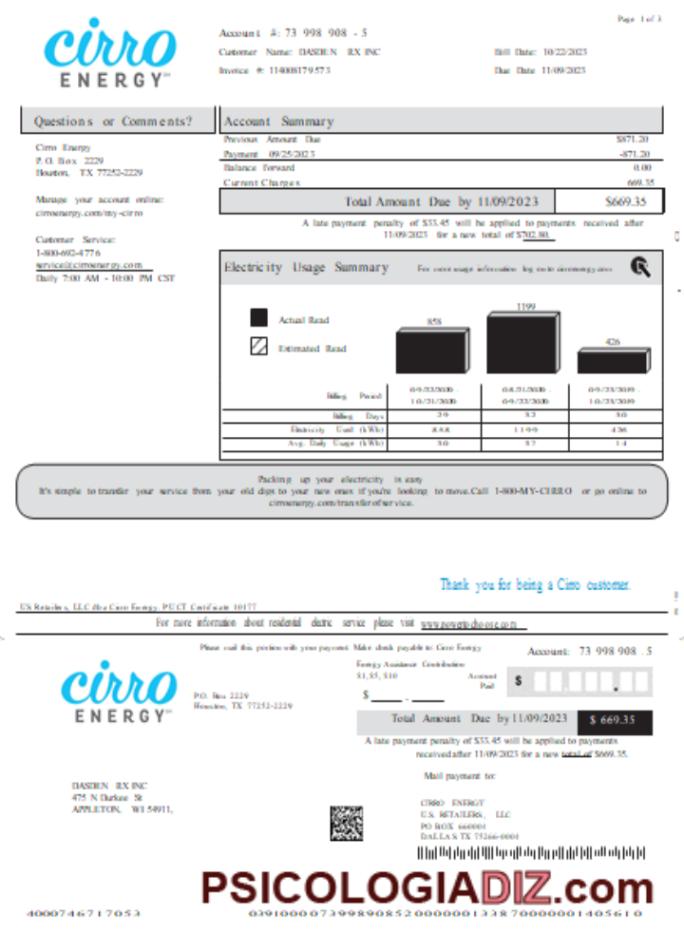 Page 1 of 3
cirro
ENERGY
Account #: 73 998 908 - 5
Customer Name: DASDEN RX INC
Bill Date: 10/22/2023
Invoice #: 114008179573
Due Date 11/09/2023
Questions or Comments?
Cirro Energy
P. O. Box 2229
Houston, TX 77252-2229
Manage your account online:
cirroenergy.com/my-cirro
Customer Service:
1-800-692-4776
service@cirroenergy.com
Daily 7:00 AM - 10:00 PM CST
Account Summary
Previous Amount Due $871.20
Payment 09/25/2023 -871.20
Balance Forward 0.00
Current Charges 669.35
Total Amount Due by 11/09/2023 $669.35
A late payment penalty of $33.45 will be applied to payments received after
11/09/2023 for a new total of $702.80.
Electricity Usage Summary
For more usage information log on to cirroenergy.com
Actual Read
Estimated Read
858
1199
426
Billing Period
09/22/2019 - 08/21/2019 - 09/23/2019 -
10/21/2019 09/22/2019 10/23/2019
Billing Days 29 32 30
Electricity Used (kWh) 858 1199 426
Avg. Daily Usage (kWh) 30 37 14
Packing up your electricity is easy
It's simple to transfer your service from your old digs to your new ones if you're looking to move.Call 1-800-MY-CIRRO or go online to
cirroenergy.com/transferofservice.
Thank you for being a Cirro customer.
US Retailers, LLC dba Cirro Energy. PUCT Certificate 10177
For more information about residential electric service please visit www.powertochoose.com
Please mail this portion with your payment. Make check payable to: Cirro Energy
Account: 73 998 908 . 5
cirro
ENERGY
P.O. Box 2229
Houston, TX 77252-2229
Energy Assistance Contribution
$1, $5, $10
$ .
Account
Paid
$ .
Total Amount Due by 11/09/2023 $ 669.35
A late payment penalty of $33.45 will be applied to payments
received after 11/09/2023 for a new total of $669.35.
Mail payment to:
DASDEN RX INC
475 N Durkee St
APPLETON, WI 54911,
CIRRO ENERGY
U.S. RETAILERS, LLC
PO BOX 660004
DALLAS TX 75266-0004
PSICOLOGIADIZ.com
4000746717053